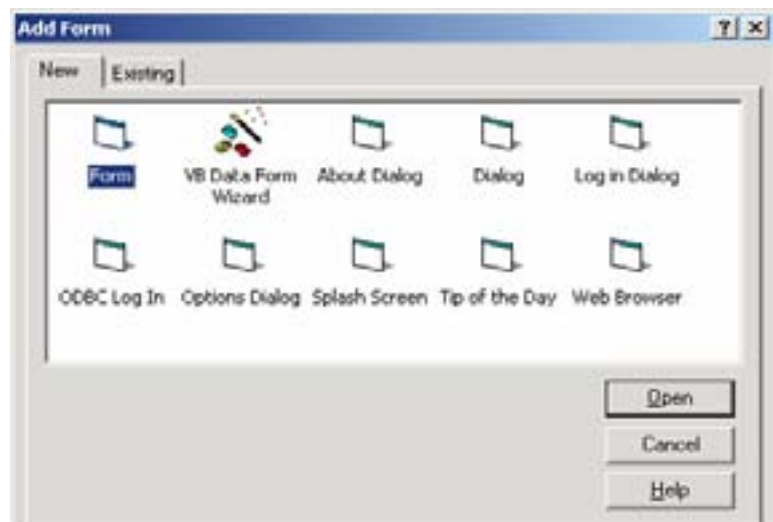 Add Form
New Existing
Form VB Data Form Wizard About Dialog Dialog Log in Dialog
ODBC Log In Options Dialog Splash Screen Tip of the Day Web Browser
Open
Cancel
Help